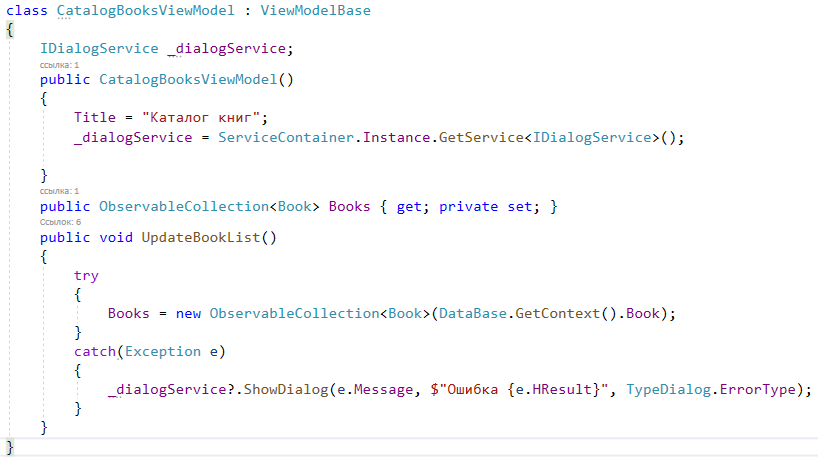 class CatalogBooksViewModel : ViewModelBase
{
IDialogService _dialogService;
ссылка: 1
public CatalogBooksViewModel()
{
Title = "Каталог книг";
_dialogService = ServiceContainer.Instance.GetService<IDialogService>();
}
ссылка: 1
public ObservableCollection<Book> Books { get; private set; }
Ссылок: 6
public void UpdateBookList()
{
try
{
Books = new ObservableCollection<Book>(DataBase.GetContext().Book);
}
catch(Exception e)
{
_dialogService?.ShowDialog(e.Message, $"Ошибка {e.HResult}", TypeDialog.ErrorType);
}
}
}